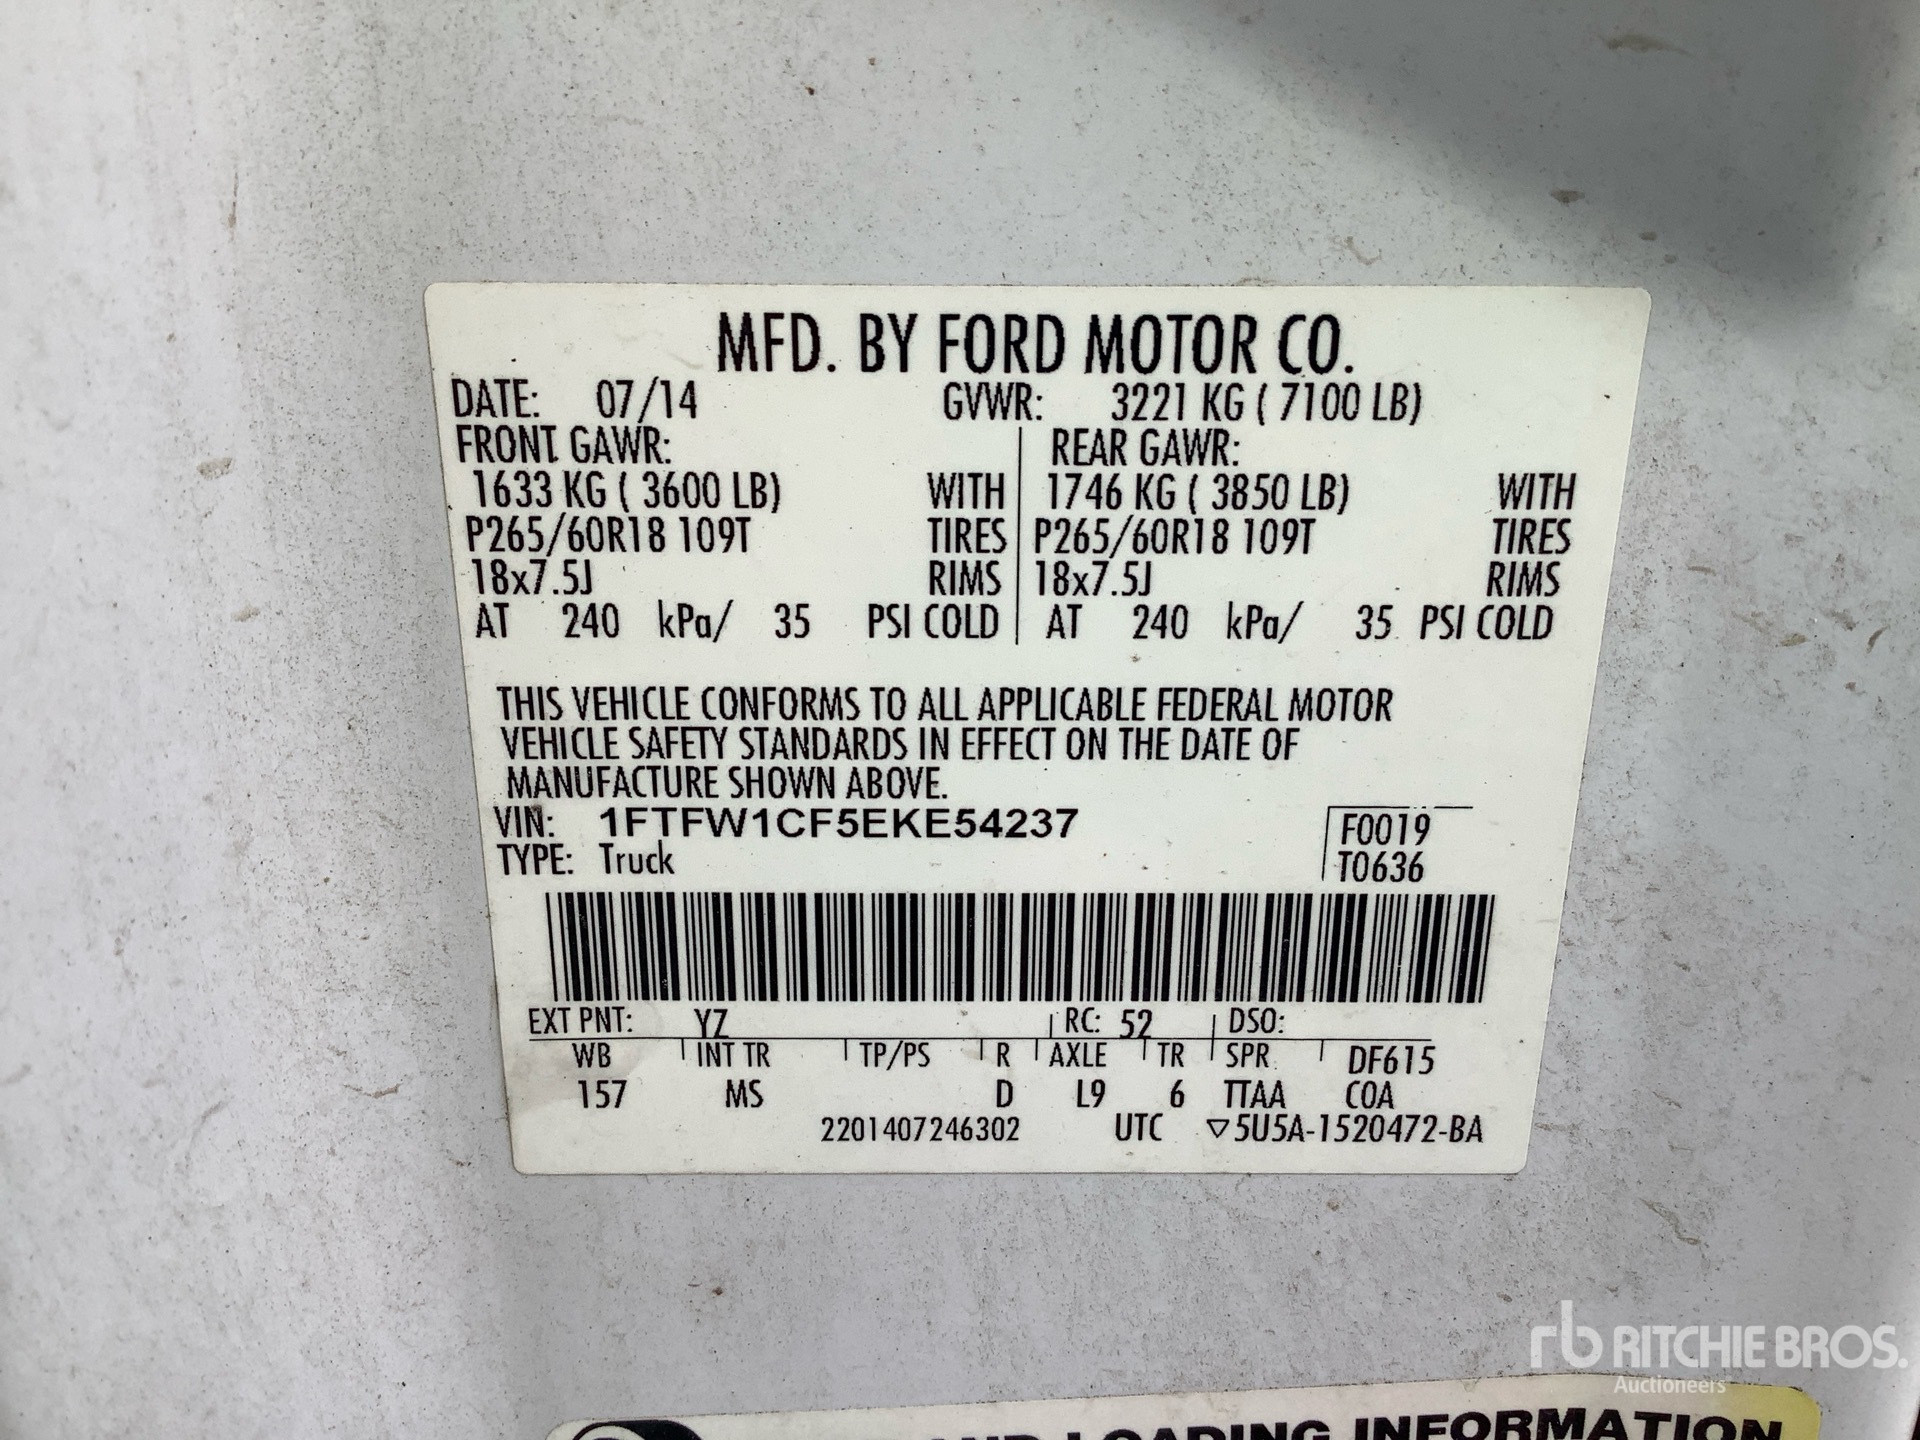 MFD. BY FORD MOTOR CO.
DATE: 07/14 GVWR: 3221 KG ( 7100 LB)
FRONT GAWR: REAR GAWR:
1633 KG ( 3600 LB) WITH 1746 KG ( 3850 LB) WITH
P265/60R18 109T TIRES P265/60R18 109T TIRES
18x7.5J RIMS 18x7.5J RIMS
AT 240 kPa/ 35 PSI COLD AT 240 kPa/ 35 PSI COLD
THIS VEHICLE CONFORMS TO ALL APPLICABLE FEDERAL MOTOR
VEHICLE SAFETY STANDARDS IN EFFECT ON THE DATE OF
MANUFACTURE SHOWN ABOVE.
VIN: 1FTFW1CF5EKE54237 F0019
TYPE: Truck T0636
EXT PNT: YZ RC: 52 DSO:
WB INT TR TP/PS R AXLE TR SPR DF615
157 MS D L9 6 TTAA COA
2201407246302 UTC ▽5U5A-1520472-BA
rb RITCHIE BROS.
Auctioneers
AND LOADING INFORMATION